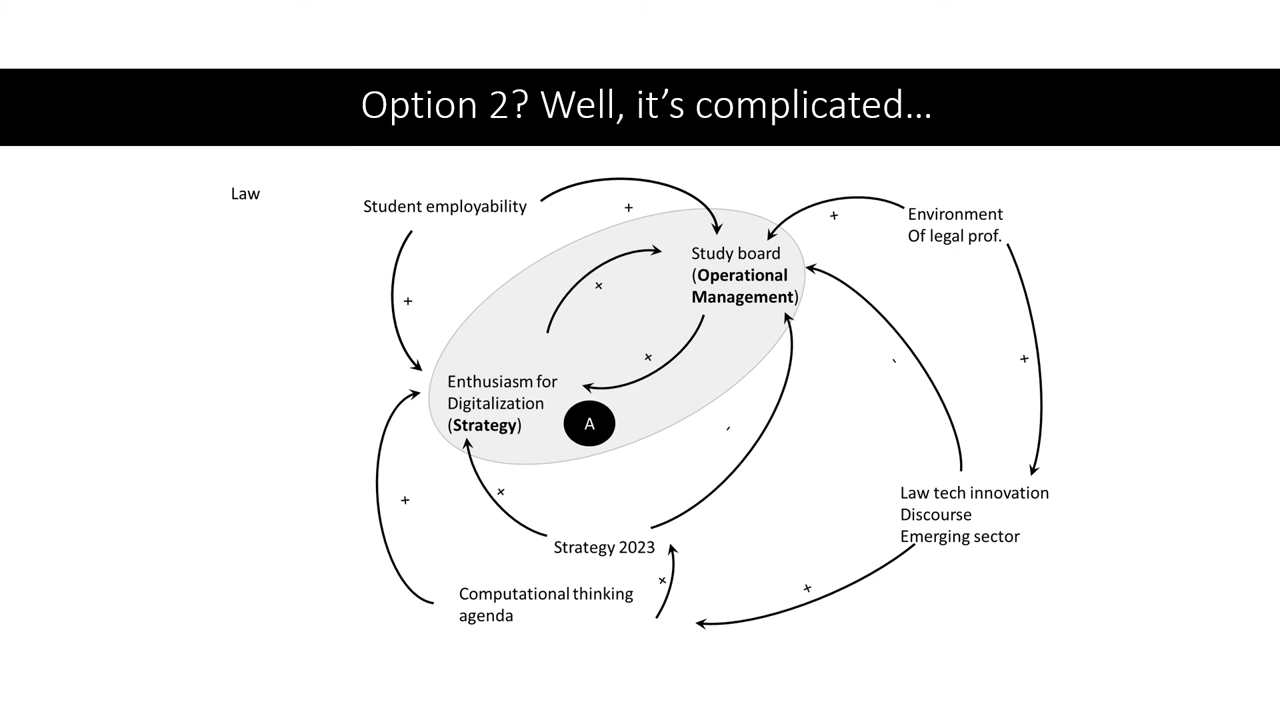 Option 2? Well, it's complicated…
Law
Student employability
+
+
Environment
Of legal prof.
+
Study board
(Operational
Management)
+
+
+
-
+
Enthusiasm for
Digitalization
(Strategy)
A
-
+
+
Law tech innovation
Discourse
Emerging sector
Strategy 2023
+
+
Computational thinking
agenda